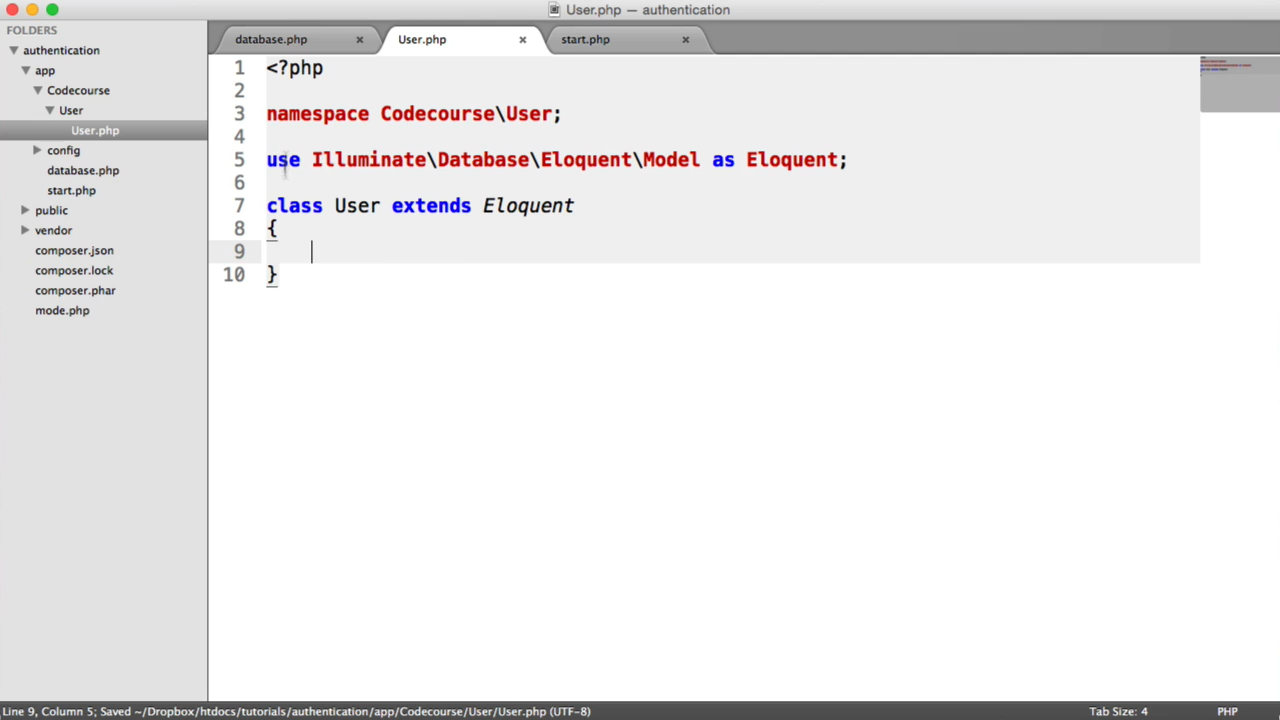 User.php — authentication
FOLDERS
authentication
app
Codecourse
User
User.php
config
database.php
start.php
public
vendor
composer.json
composer.lock
composer.phar
mode.php
database.php × User.php × start.php ×
1 <?php
2
3 namespace Codecourse\User;
4
5 use Illuminate\Database\Eloquent\Model as Eloquent;
6
7 class User extends Eloquent
8 {
9
10 }
Line 9, Column 5; Saved ~/Dropbox/htdocs/tutorials/authentication/app/Codecourse/User/User.php (UTF-8) Tab Size: 4 PHP